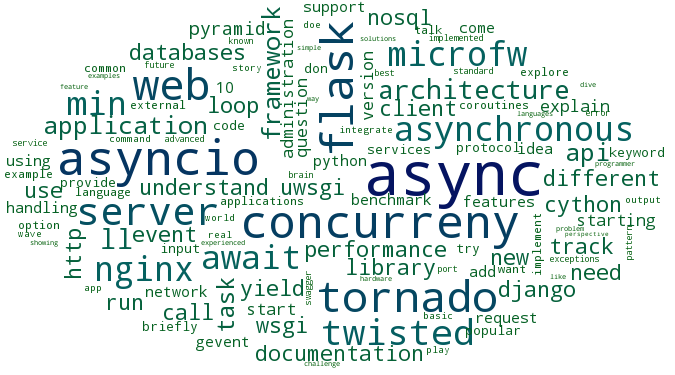 support
pyramid
nosql
talk
come
doe
known
implemented
solutions
databases
simple
future
story
common
framework
administration
question
don
flask
version
microfw
best
standard
explore
dive
examples
feature
web
10
architecture
min
external
loop
client
coroutines
explain
error
application
code
integrate
asynchronous
languages
service
command
advanced
python
services
protocol
idea
api
keyword
using
asyncio
programmer
example
provide
brain
async
different
use
language
understand
uwsgi
benchmark
features
cython
output
handling
server
applications
world
concurreny
starting
option
real
wave
ll
event
experienced
implement
problem
perspective
pattern
showing
http
input
await
performance
try
new
track
exceptions
nginx
library
port
add
want
need
like
app
network
task
yield
swagger
hardware
tornado
django
run
call
start
basic
request
briefly
wsgi
twisted
popular
gevent
documentation
play
challenge
way